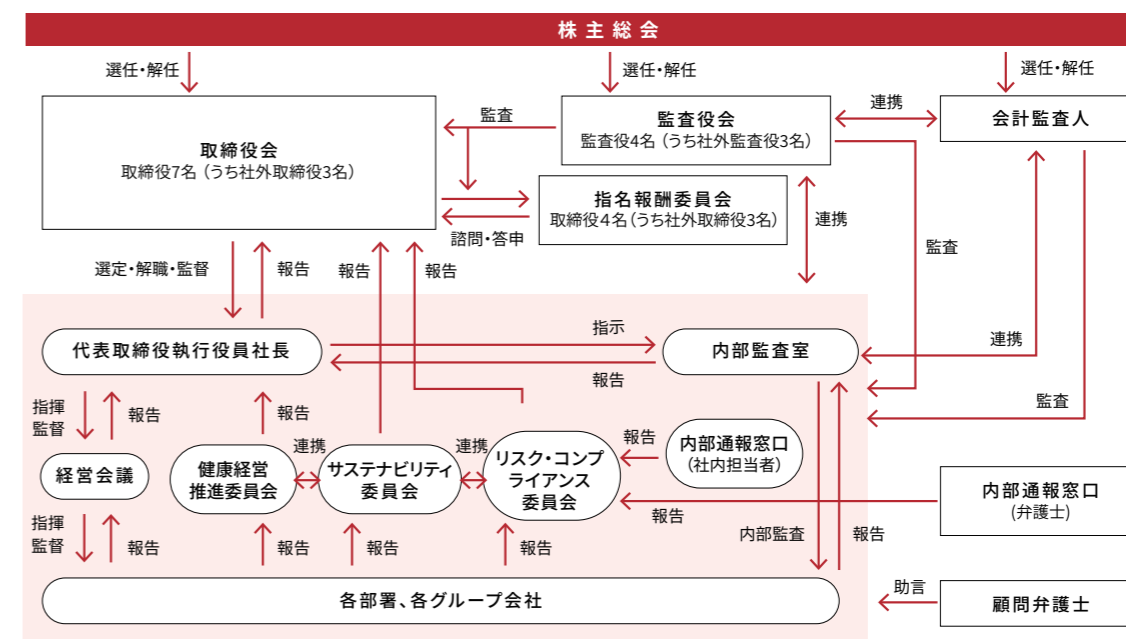 株主総会
選任・解任
選任・解任
選任・解任
取締役会
取締役7名（うち社外取締役3名）
監査
監査役会
監査役4名（うち社外監査役3名）
連携
会計監査人
指名報酬委員会
取締役４名（うち社外取締役3名）
諮問・答申
連携
監査
選定・解職・監督
報告
報告
報告
代表取締役執行役員社長
指示
報告
内部監査室
連携
監査
指揮
監督
報告
報告
経営会議
健康経営
推進委員会
連携
サステナビリティ
委員会
連携
リスク・コンプ
ライアンス
委員会
報告
内部通報窓口
（社内担当者）
報告
内部通報窓口
(弁護士)
指揮
監督
報告
報告
報告
報告
内部監査
報告
各部署、各グループ会社
助言
顧問弁護士